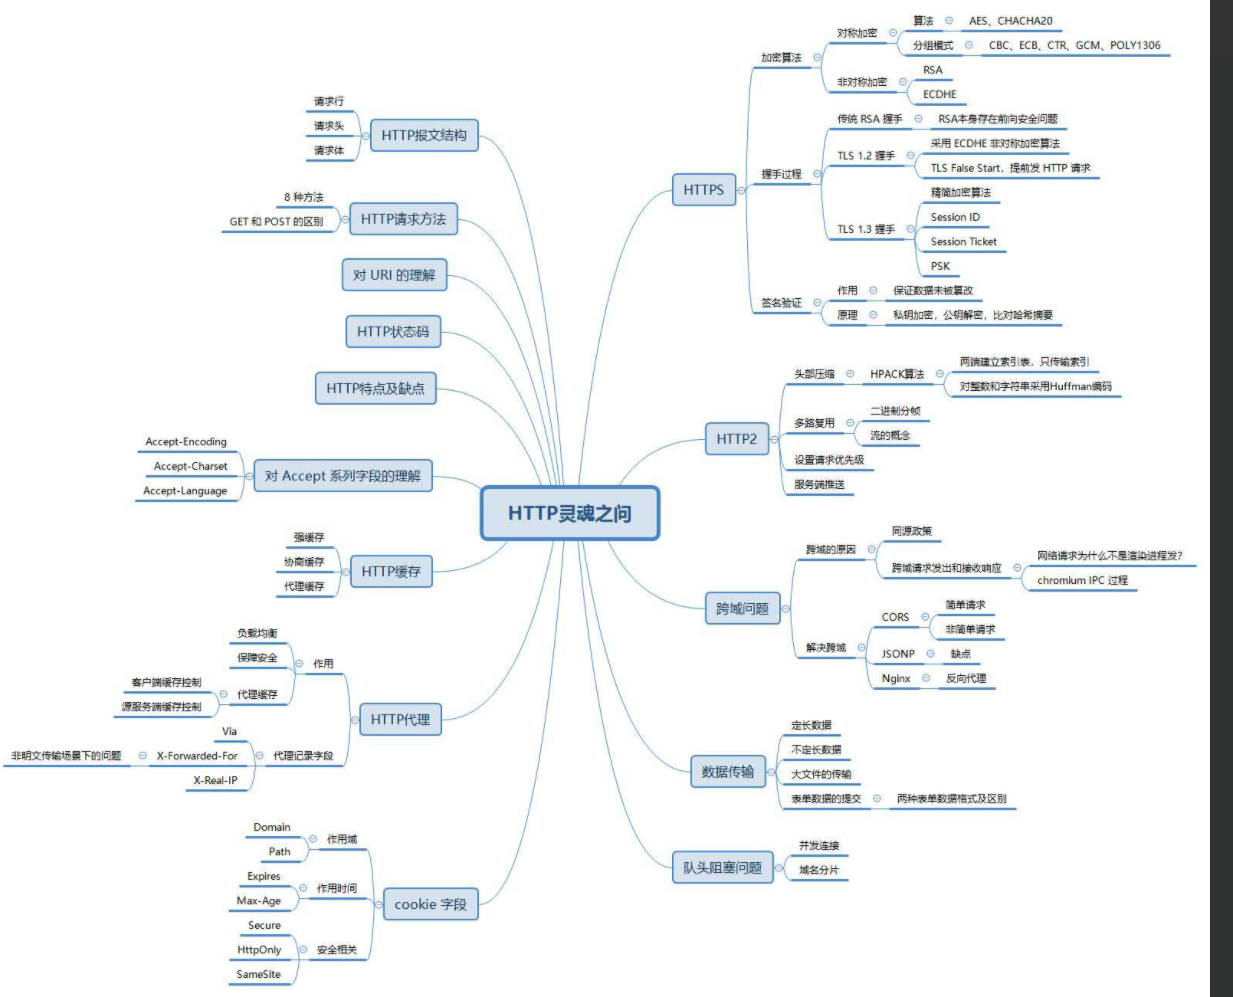 HTTP灵魂之问
HTTP报文结构
请求行
请求头
请求体
HTTP请求方法
8 种方法
GET 和 POST 的区别
对 URI 的理解
HTTP状态码
HTTP特点及缺点
对 Accept 系列字段的理解
Accept-Encoding
Accept-Charset
Accept-Language
HTTP缓存
强缓存
协商缓存
代理缓存
HTTP代理
作用
负载均衡
保障安全
代理缓存
客户端缓存控制
源服务端缓存控制
代理记录字段
Via
X-Forwarded-For
非明文传输场景下的问题
X-Real-IP
cookie 字段
作用域
Domain
Path
作用时间
Expires
Max-Age
安全相关
Secure
HttpOnly
SameSite
HTTPS
加密算法
对称加密
算法
AES、CHACHA20
分组模式
CBC、ECB、CTR、GCM、POLY1306
非对称加密
RSA
ECDHE
握手过程
传统 RSA 握手
RSA本身存在前向安全问题
TLS 1.2 握手
采用 ECDHE 非对称加密算法
TLS False Start，提前发 HTTP 请求
TLS 1.3 握手
精简加密算法
Session ID
Session Ticket
PSK
签名验证
作用
保证数据未被篡改
原理
私钥加密，公钥解密，比对哈希摘要
HTTP2
头部压缩
HPACK算法
两端建立索引表，只传输索引
对整数和字符串采用Huffman编码
多路复用
二进制分帧
流的概念
设置请求优先级
服务端推送
跨域问题
跨域的原因
同源政策
跨域请求发出和接收响应
网络请求为什么不是渲染进程发？
chromium IPC 过程
解决跨域
CORS
简单请求
非简单请求
JSONP
缺点
Nginx
反向代理
数据传输
定长数据
不定长数据
大文件的传输
表单数据的提交
两种表单数据格式及区别
队头阻塞问题
并发连接
域名分片